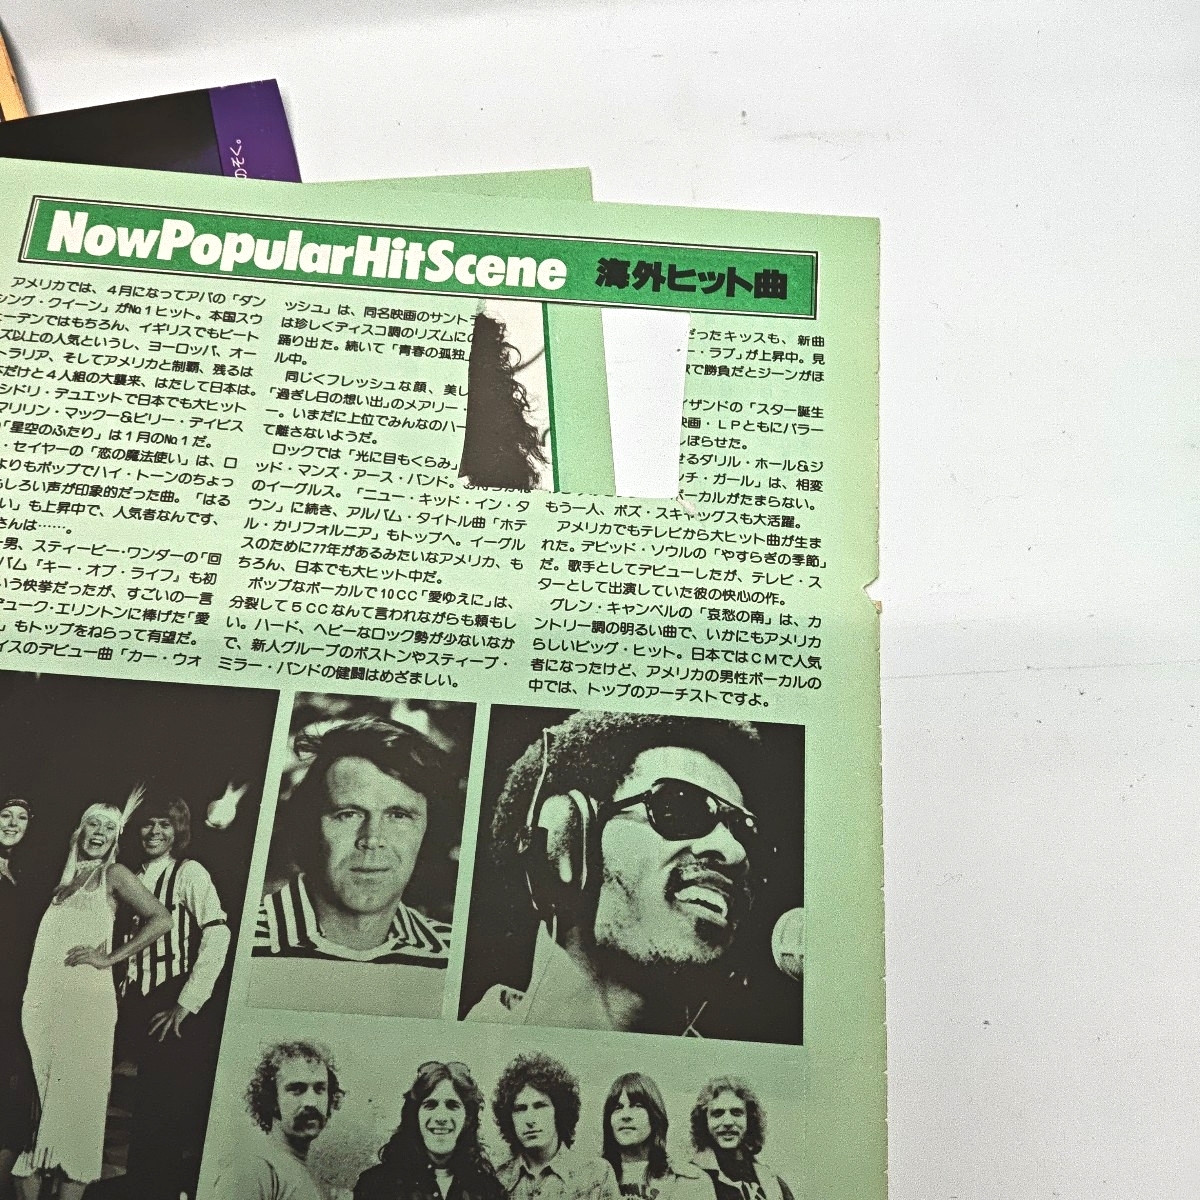 のぞく。
NowPopularHitScene 海外ヒット曲
アメリカでは、4月になってアバの「ダン
シング・クイーン」がNo.1ヒット。本国スウ
ェーデンではもちろん、イギリスでもビート
ズ以上の人気というし、ヨーロッパ、オー
トラリア、そしてアメリカと制覇、残るは
だけと4人組の大襲来、はたして日本は。
シドリ・デュエットで日本でも大ヒット
マリリン・マックー&ビリー・デイビス
「星空のふたり」は1月のNo.1だ。
・セイヤーの「恋の魔法使い」は、ロ
よりもポップでハイ・トーンのちょっ
しろい声が印象的だった曲。「はる
い」も上昇中で、人気者なんです、
さんは……。
男、スティービー・ワンダーの「回
バム『キー・オブ・ライフ』も初
いう快挙だったが、すごいの一言
デューク・エリントンに捧げた「愛
」もトップをねらって有望だ。
イスのデビュー曲「カー・ウオ
ッシュ」は、同名映画のサントラ
は珍しくディスコ調のリズムにの
踊り出た。続いて「青春の孤独」
ル中。
同じくフレッシュな顔、美し
「過ぎし日の想い出」のメアリー・
ー。いまだに上位でみんなのハー
て離さないようだ。
ロックでは「光に目もくらみ」
ッド・マンズ・アース・バンド。
のイーグルス。「ニュー・キッド・イン・タ
ウン」に続き、アルバム・タイトル曲「ホテ
ル・カリフォルニア」もトップへ。イーグル
スのために77年があるみたいなアメリカ、も
ちろん、日本でも大ヒット中だ。
ポップなボーカルで10CC「愛ゆえに」は、
分裂して5CCなんて言われながらも頼もし
い。ハード、ヘビーなロック勢が少ないなか
で、新人グループのボストンやスティーブ・
ミラー・バンドの健闘はめざましい。
だったキッスも、新曲
ー・ラブ」が上昇中。見
で勝負だとジーンがほ
イザンドの「スター誕生
映画・LPともにバラー
しぼらせた。
せるダリル・ホール&ジ
ンチ・ガール」は、相変
ーカルがたまらない。
もう一人、ボズ・スキャッグスも大活躍。
アメリカでもテレビから大ヒット曲が生ま
れた。デビッド・ソウルの「やすらぎの季節」
だ。歌手としてデビューしたが、テレビ・ス
ターとして出演していた彼の快心の作。
グレン・キャンベルの「哀愁の南」は、カ
ントリー調の明るい曲で、いかにもアメリカ
らしいビッグ・ヒット。日本ではCMで人気
者になったけど、アメリカの男性ボーカルの
中では、トップのアーチストですよ。